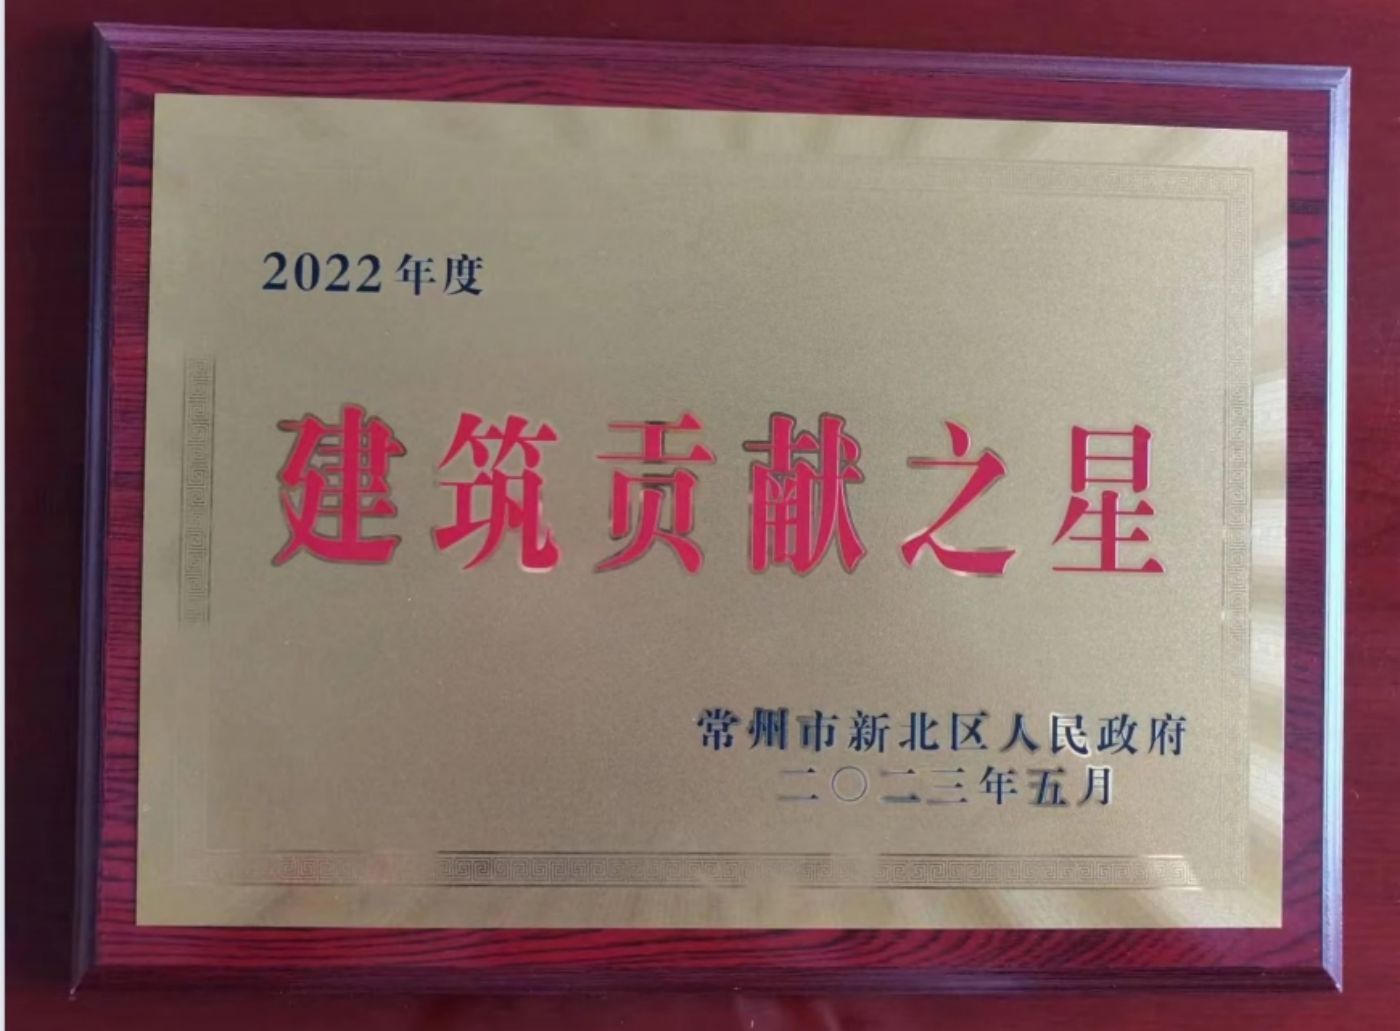 2022年度
建筑贡献之星
常州市新北区人民政府
二〇二三年五月